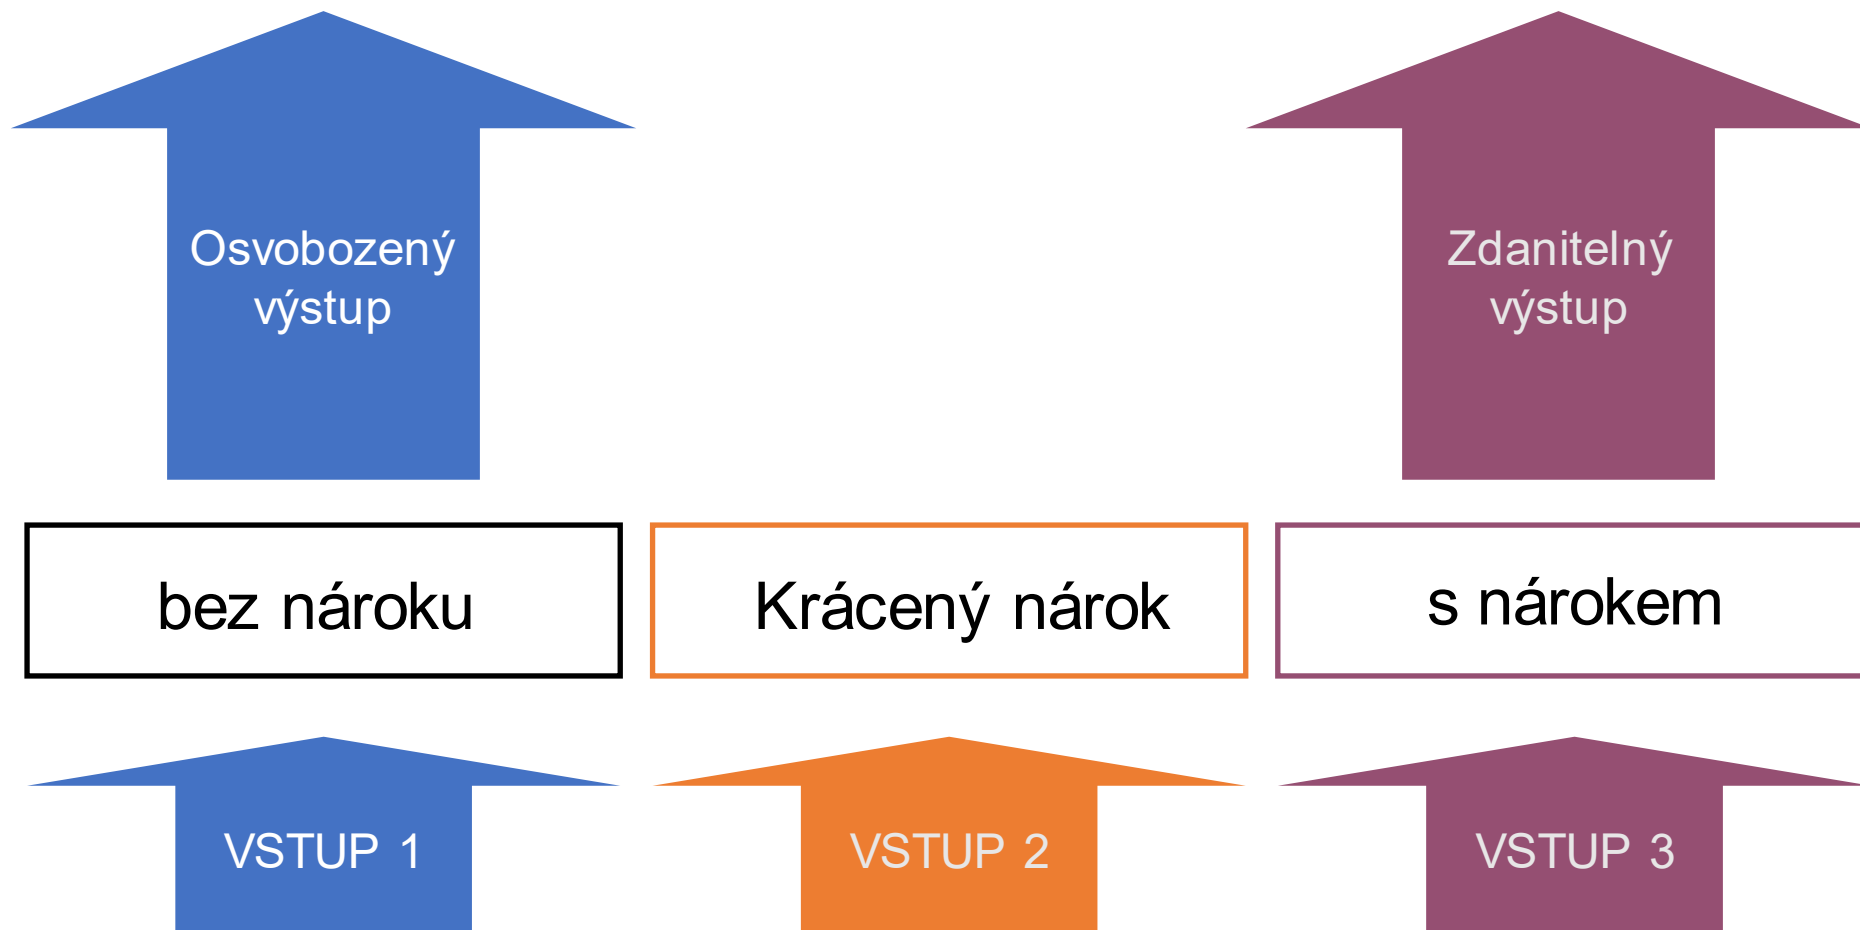 Osvobozený
výstup
Zdanitelný
výstup
bez nároku
Krácený nárok
s nárokem
VSTUP 1
VSTUP 2
VSTUP 3